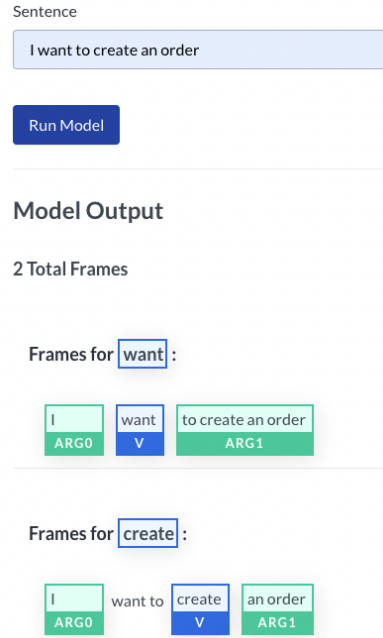 Sentence
I want to create an order
Run Model
Model Output
2 Total Frames
Frames for want :
I want to create an order
ARG0 V ARG1
Frames for create :
I want to create an order
ARG0 V ARG1